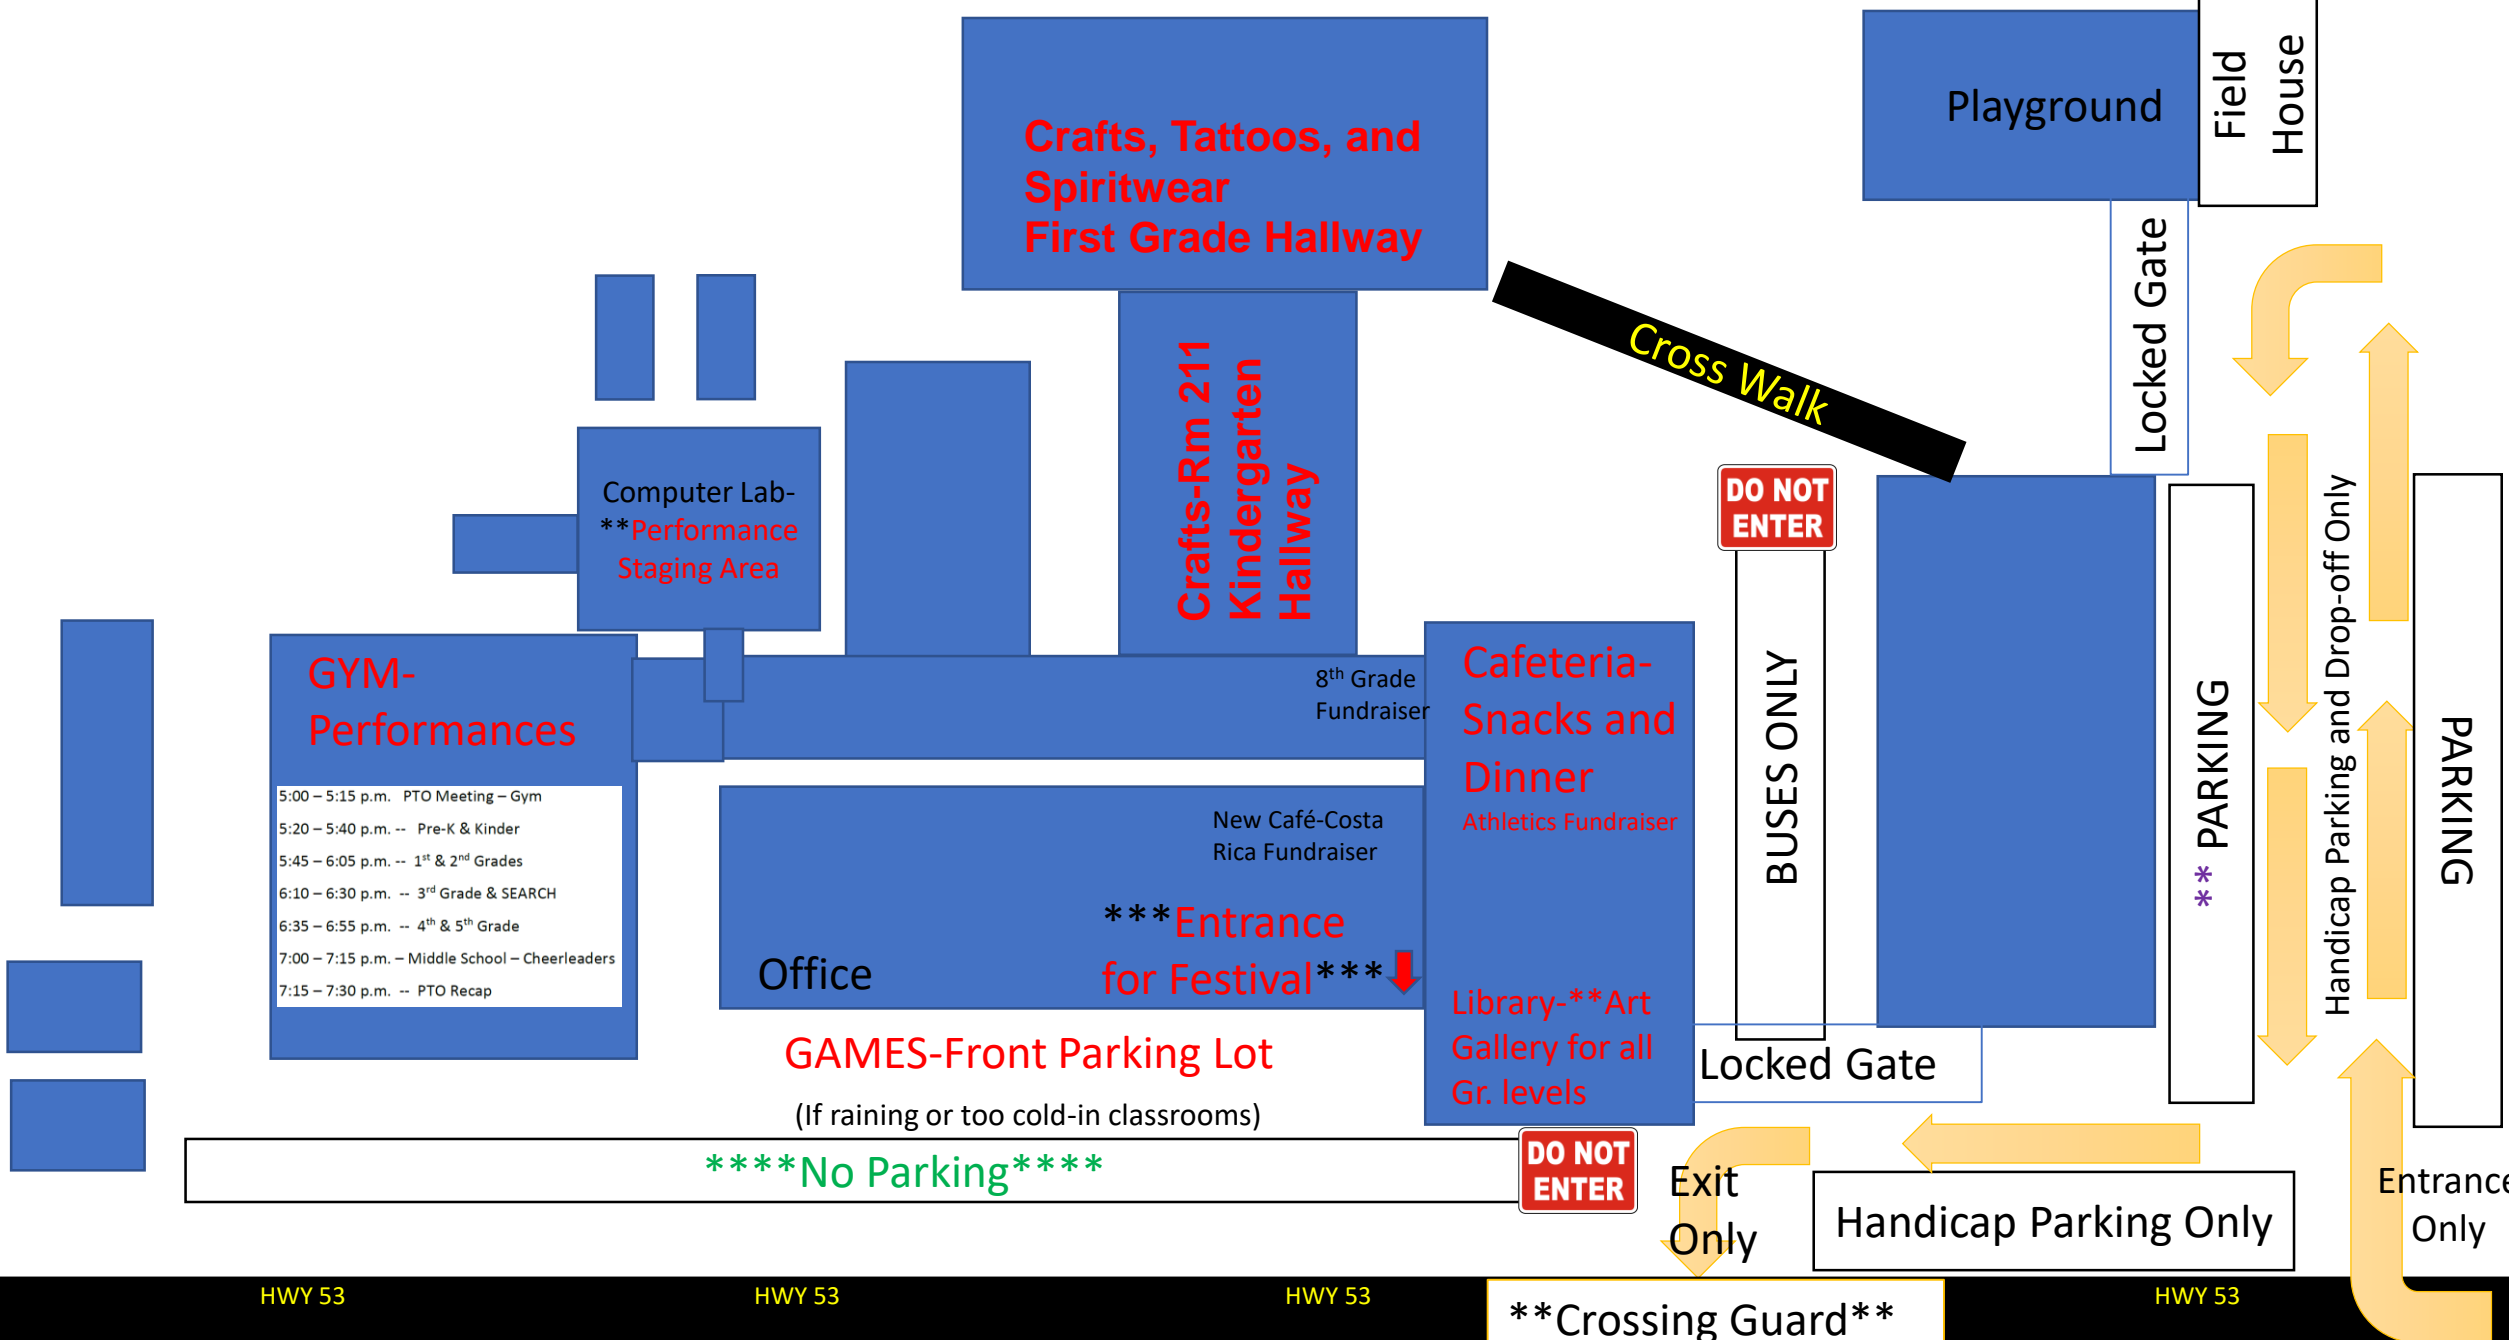 Crafts, Tattoos, and
Spiritwear
First Grade Hallway
Playground
Field
House
Locked Gate
Cross Walk
Crafts-Rm 211
Kindergarten
Hallway
Computer Lab-
**Performance
Staging Area
DO NOT
ENTER
BUSES ONLY
** PARKING
Handicap Parking and Drop-off Only
PARKING
GYM-
Performances
5:00 – 5:15 p.m. PTO Meeting – Gym
5:20 – 5:40 p.m. -- Pre-K & Kinder
5:45 – 6:05 p.m. -- 1st & 2nd Grades
6:10 – 6:30 p.m. -- 3rd Grade & SEARCH
6:35 – 6:55 p.m. -- 4th & 5th Grade
7:00 – 7:15 p.m. – Middle School – Cheerleaders
7:15 – 7:30 p.m. -- PTO Recap
8th Grade
Fundraiser
Cafeteria-
Snacks and
Dinner
Athletics Fundraiser
New Café-Costa
Rica Fundraiser
***Entrance
for Festival***
Office
Library-**Art
Gallery for all
Gr. levels
Locked Gate
GAMES-Front Parking Lot
(If raining or too cold-in classrooms)
****No Parking****
DO NOT
ENTER
Exit
Only
Handicap Parking Only
Entrance
Only
HWY 53
HWY 53
HWY 53
HWY 53
**Crossing Guard**